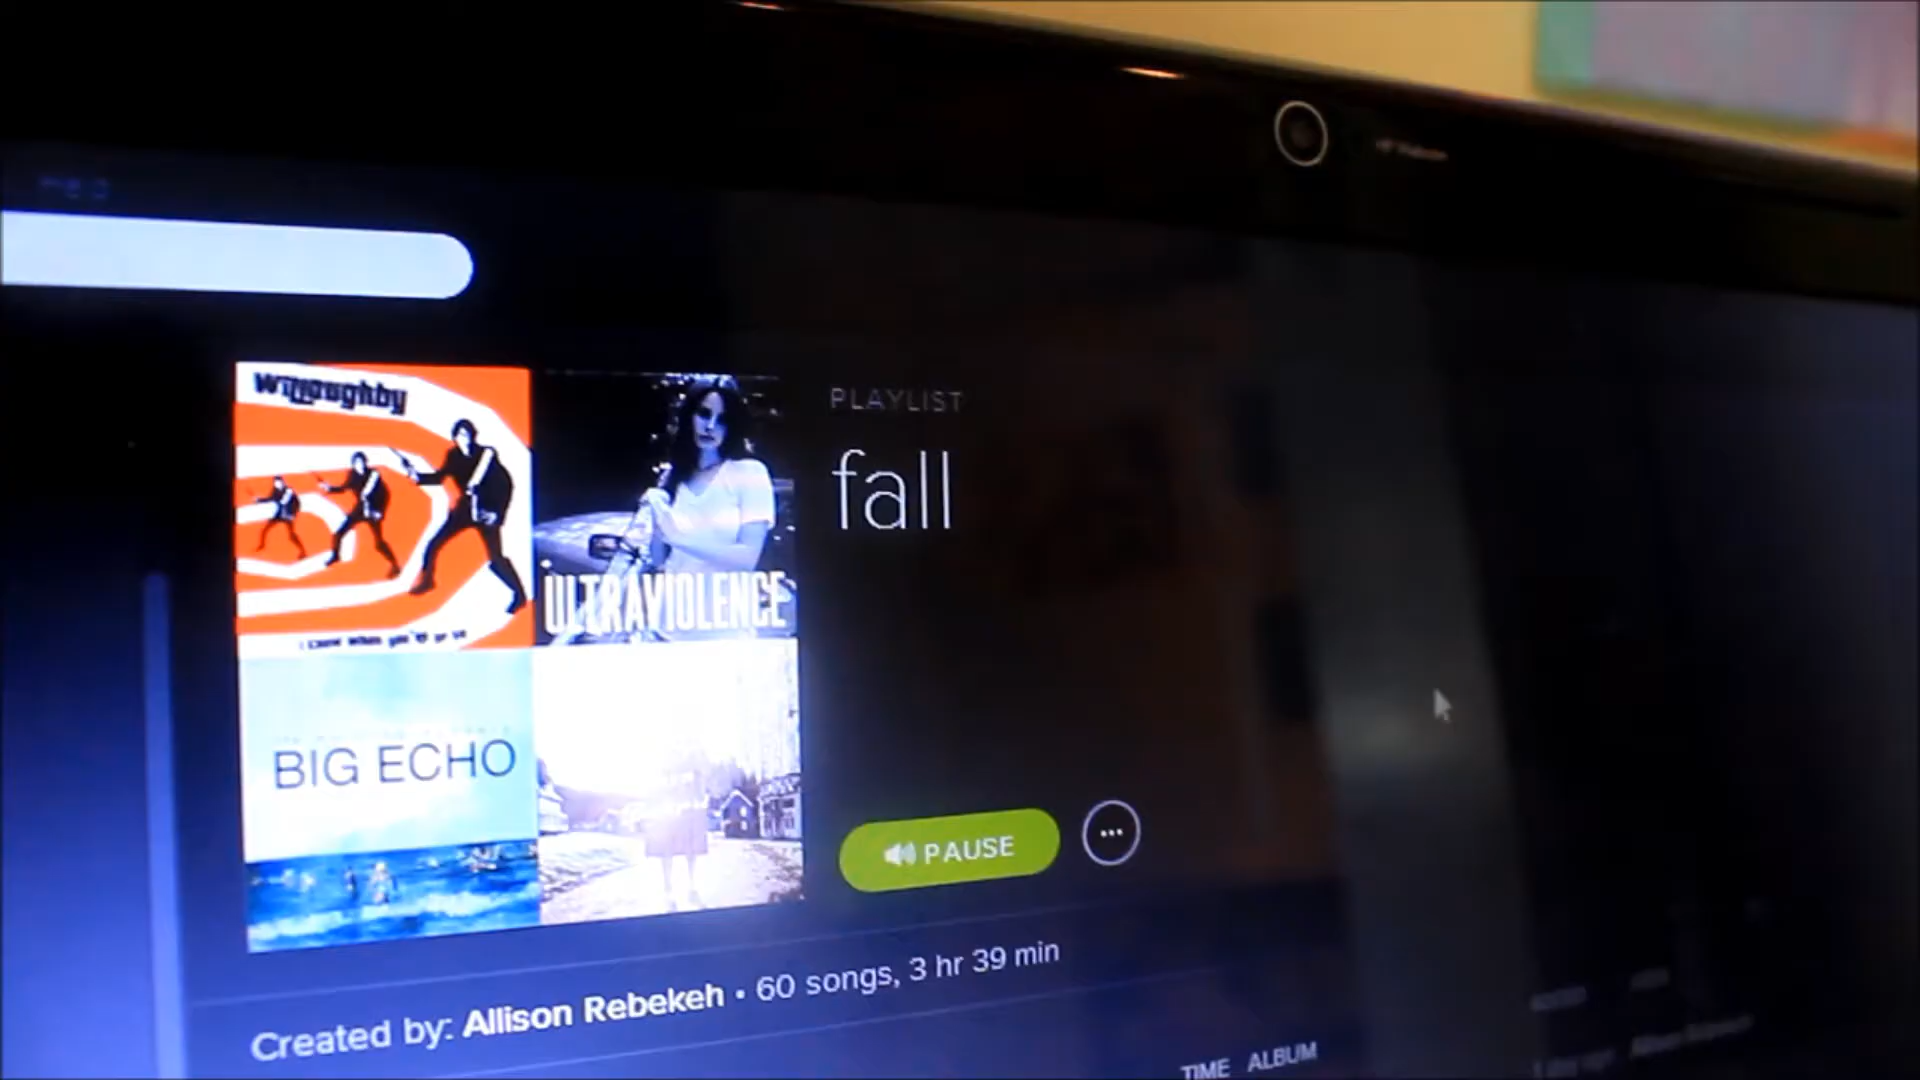 willoughby
PLAYLIST
fall
ULTRAVIOLENCE
BIG ECHO
PAUSE
Created by: Allison Rebekeh • 60 songs, 3 hr 39 min
TIME ALBUM